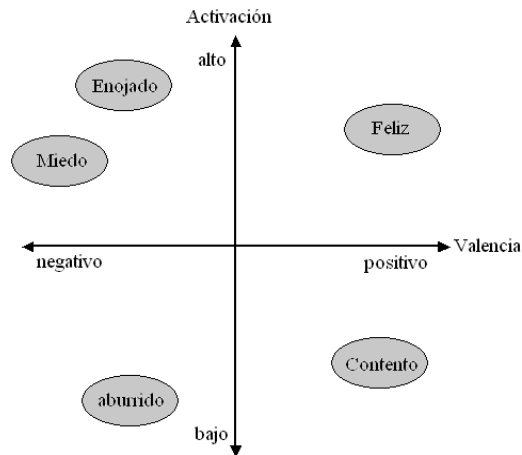 Activación
alto
Enojado
Feliz
Miedo
Valencia
negativo
positivo
Contento
aburrido
bajo